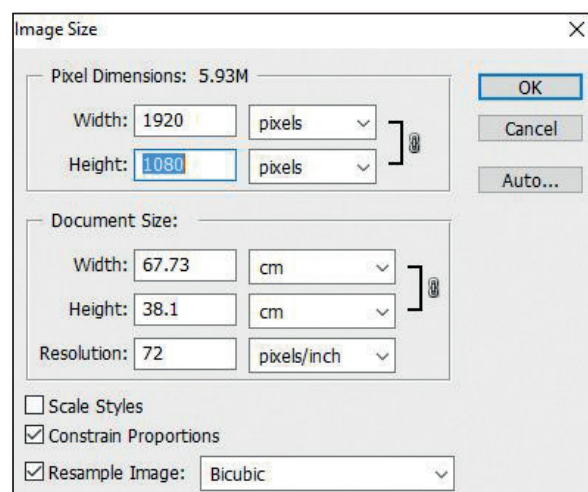 Image Size
Pixel Dimensions: 5.93M
OK
Width: 1920 pixels
Cancel
Height: 1080 pixels
Auto...
Document Size:
Width: 67.73 cm
Height: 38.1 cm
Resolution: 72 pixels/inch
Scale Styles
Constrain Proportions
Resample Image: Bicubic